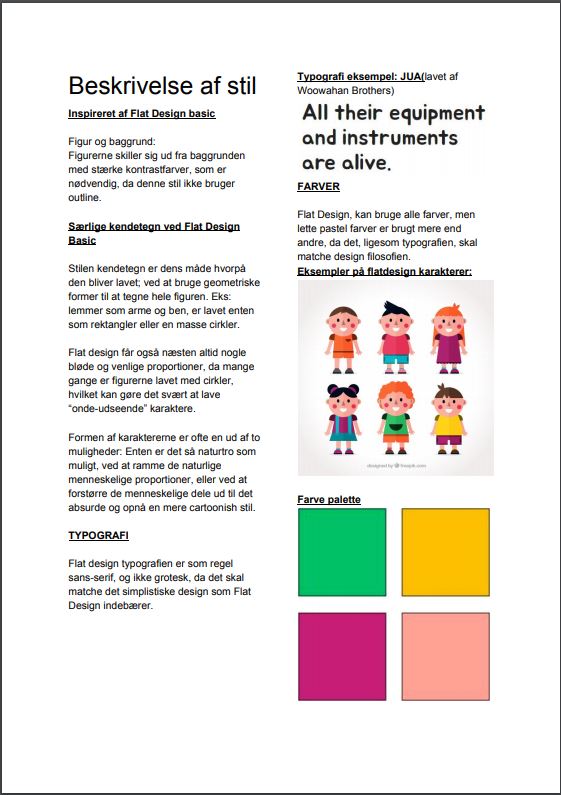 Beskrivelse af stil
Inspireret af Flat Design basic
Figur og baggrund:
Figurerne skiller sig ud fra baggrunden
med stærke kontrastfarver, som er
nødvendig, da denne stil ikke bruger
outline.
Særlige kendetegn ved Flat Design
Basic
Stilen kendetegn er dens måde hvorpå
den bliver lavet; ved at bruge geometriske
former til at tegne hele figuren. Eks:
lemmer som arme og ben, er lavet enten
som rektangler eller en masse cirkler.
Flat design får også næsten altid nogle
bløde og venlige proportioner, da mange
gange er figurerne lavet med cirkler,
hvilket kan gøre det svært at lave
“onde-udseende” karaktere.
Formen af karaktererne er ofte en ud af to
muligheder: Enten er det så naturtro som
muligt, ved at ramme de naturlige
menneskelige proportioner, eller ved at
forstørre de menneskelige dele ud til det
absurde og opnå en mere cartoonish stil.
TYPOGRAFI
Flat design typografien er som regel
sans-serif, og ikke grotesk, da det skal
matche det simplistiske design som Flat
Design indebærer.
Typografi eksempel: JUA(lavet af
Woowahan Brothers)
All their equipment
and instruments
are alive.
FARVER
Flat Design, kan bruge alle farver, men
lette pastel farver er brugt mere end
andre, da det, ligesom typografien, skal
matche design filosofien.
Eksempler på flatdesign karakterer:
designed by freepik.com
Farve palette